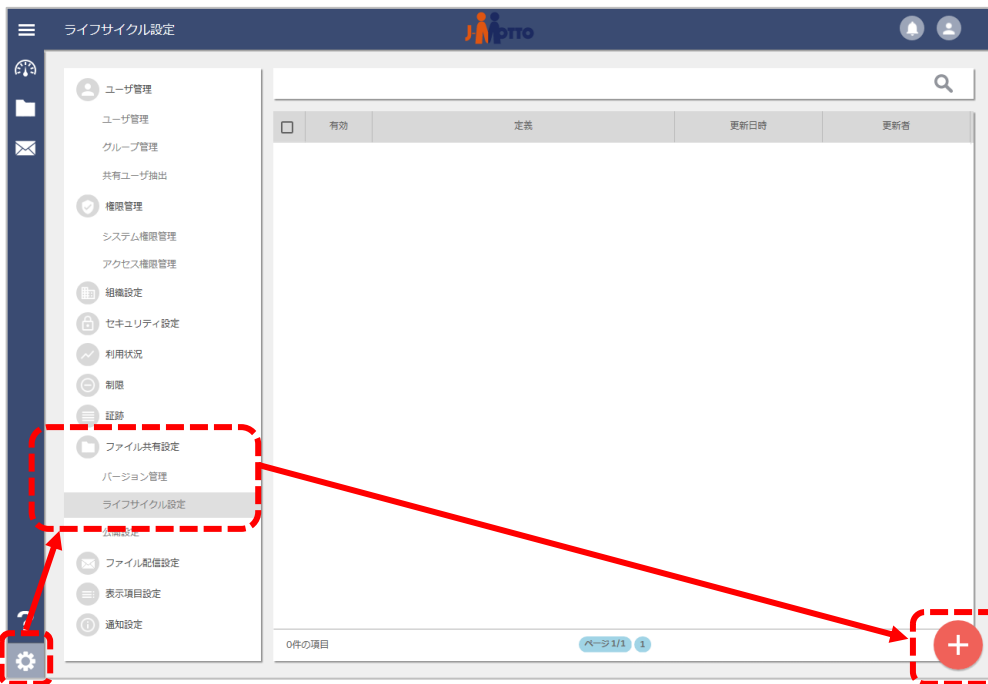 ライフサイクル設定
J-MOTTO
ユーザ管理
ユーザ管理
グループ管理
共有ユーザ抽出
権限管理
システム権限管理
アクセス権限管理
組織設定
セキュリティ設定
利用状況
制限
証跡
ファイル共有設定
バージョン管理
ライフサイクル設定
公開設定
ファイル配信設定
表示項目設定
通知設定
有効 定義 更新日時 更新者
0件の項目 ページ 1/1 1
?